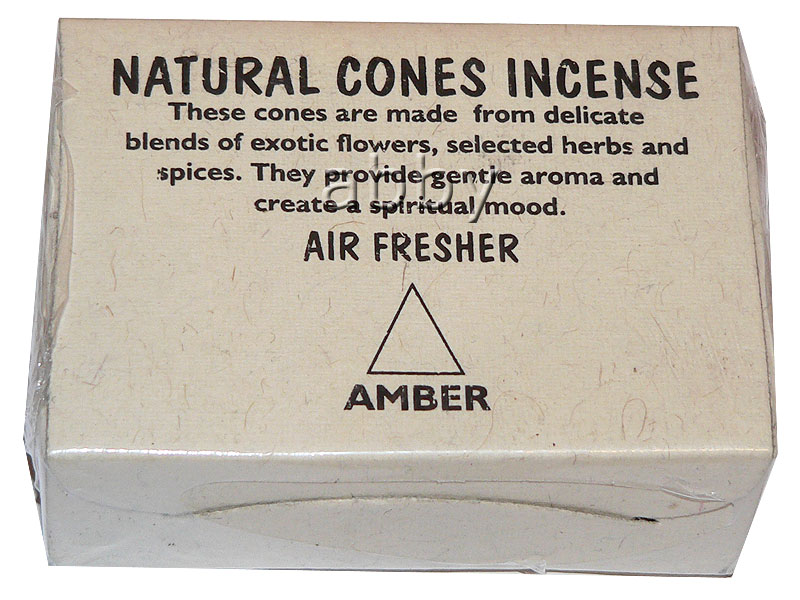 NATURAL CONES INCENSE
These cones are made from delicate
blends of exotic flowers, selected herbs and
spices. They provide gentle aroma and
create a spiritual mood.
abby
AIR FRESHER
AMBER